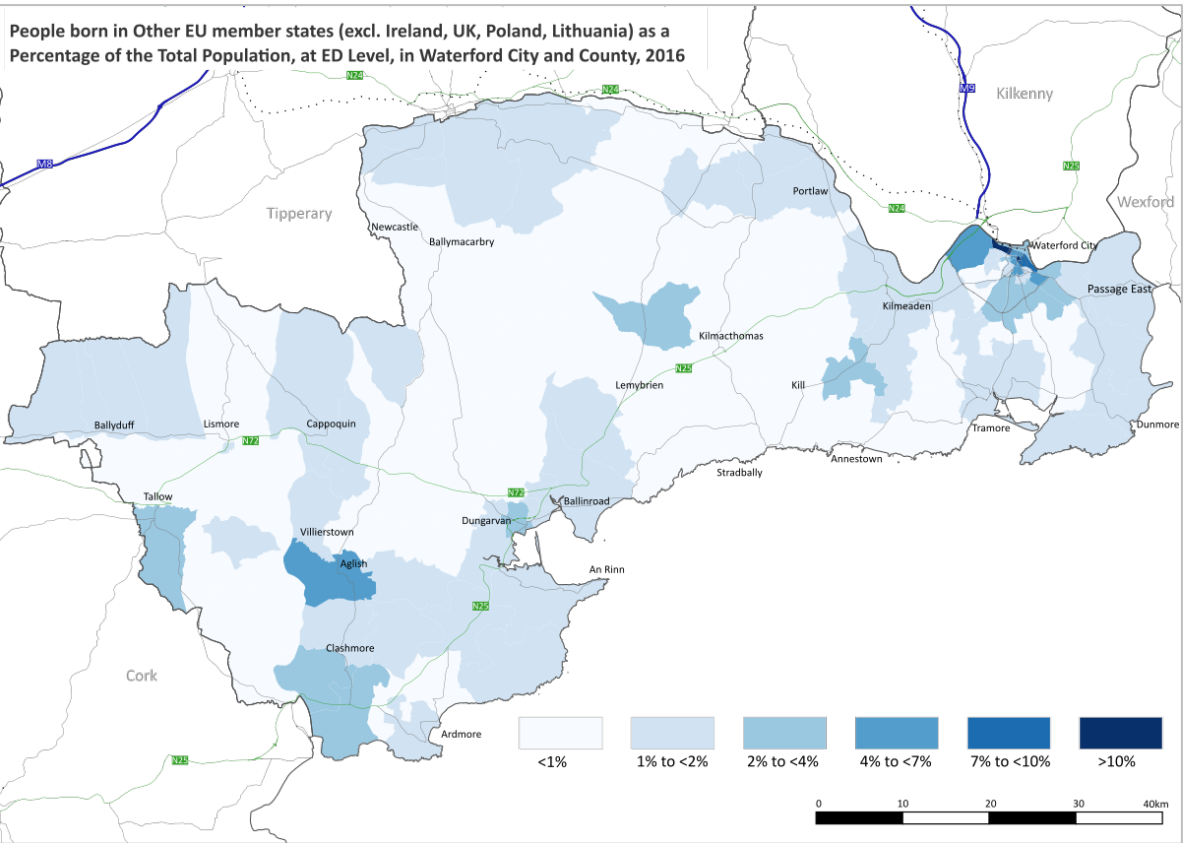 People born in Other EU member states (excl. Ireland, UK, Poland, Lithuania) as a
Percentage of the Total Population, at ED Level, in Waterford City and County, 2016
N24
N24
M9
Kilkenny
M8
N25
Tipperary
Portlaw
N24
Wexford
Newcastle
Ballymacarbry
Waterford City
Passage East
Kilmeaden
Kilmacthomas
N25
Lemybrien
Kill
Ballyduff
Lismore
Cappoquin
N72
Tramore
Dunmore
Annestown
Stradbally
Tallow
N72
Ballinroad
Dungarvan
Villierstown
Aglish
An Rinn
N25
Clashmore
Cork
Ardmore
N25
<1%
1% to <2%
2% to <4%
4% to <7%
7% to <10%
>10%
0 10 20 30 40km